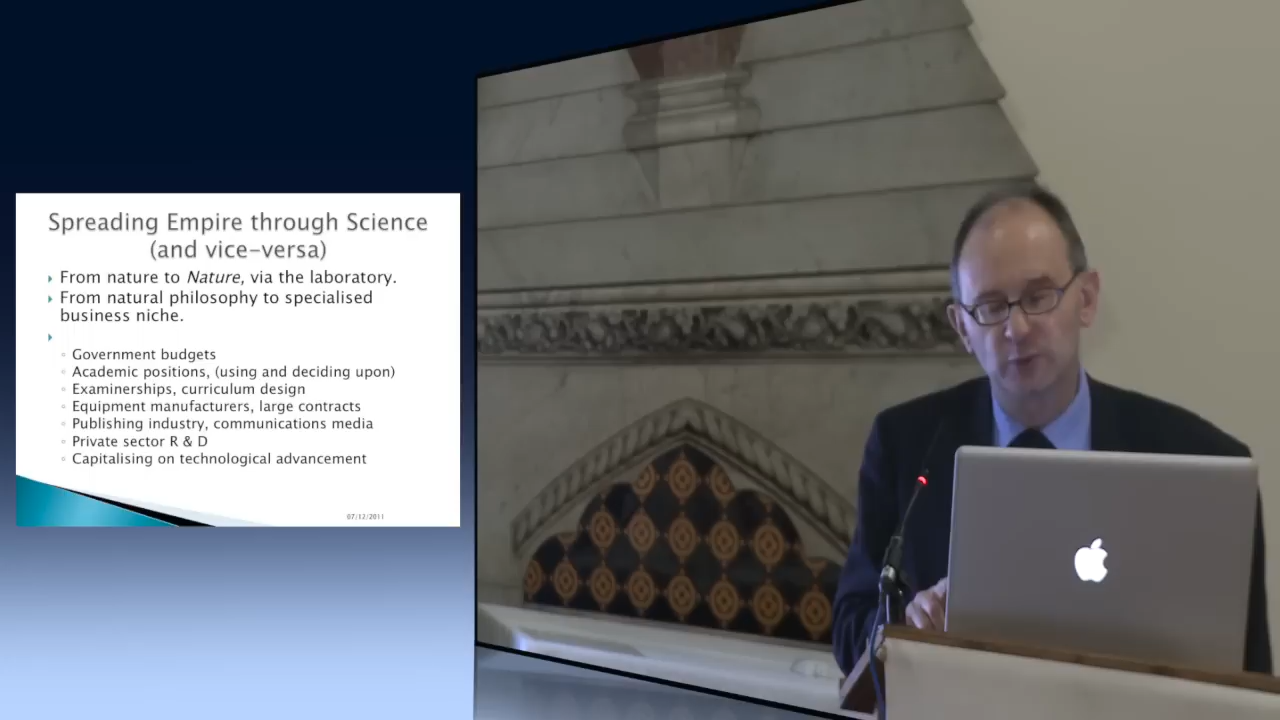 Spreading Empire through Science
(and vice-versa)
From nature to Nature, via the laboratory.
From natural philosophy to specialised
business niche.
Government budgets
Academic positions, (using and deciding upon)
Examinerships, curriculum design
Equipment manufacturers, large contracts
Publishing industry, communications media
Private sector R & D
Capitalising on technological advancement
07/12/2011